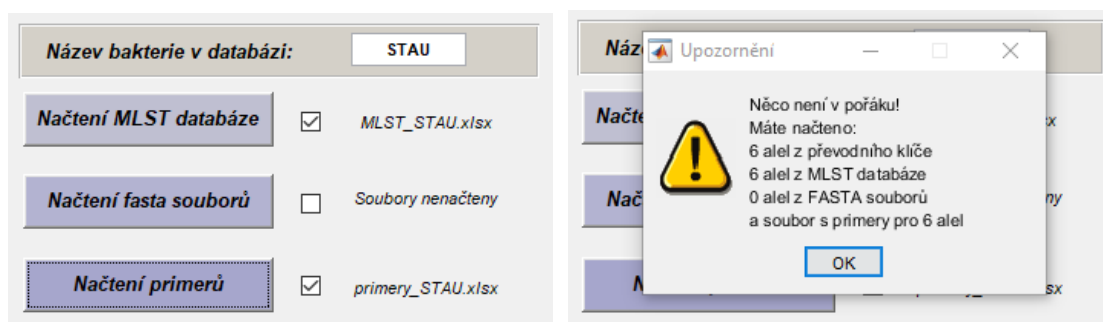 Název bakterie v databázi: STAU
Načtení MLST databáze MLST_STAU.xlsx
Načtení fasta souborů Soubory nenačteny
Načtení primerů primery_STAU.xlsx
Upozornění
Něco není v pořádku!
Máte načteno:
6 alel z převodního klíče
6 alel z MLST databáze
0 alel z FASTA souborů
a soubor s primery pro 6 alel
OK